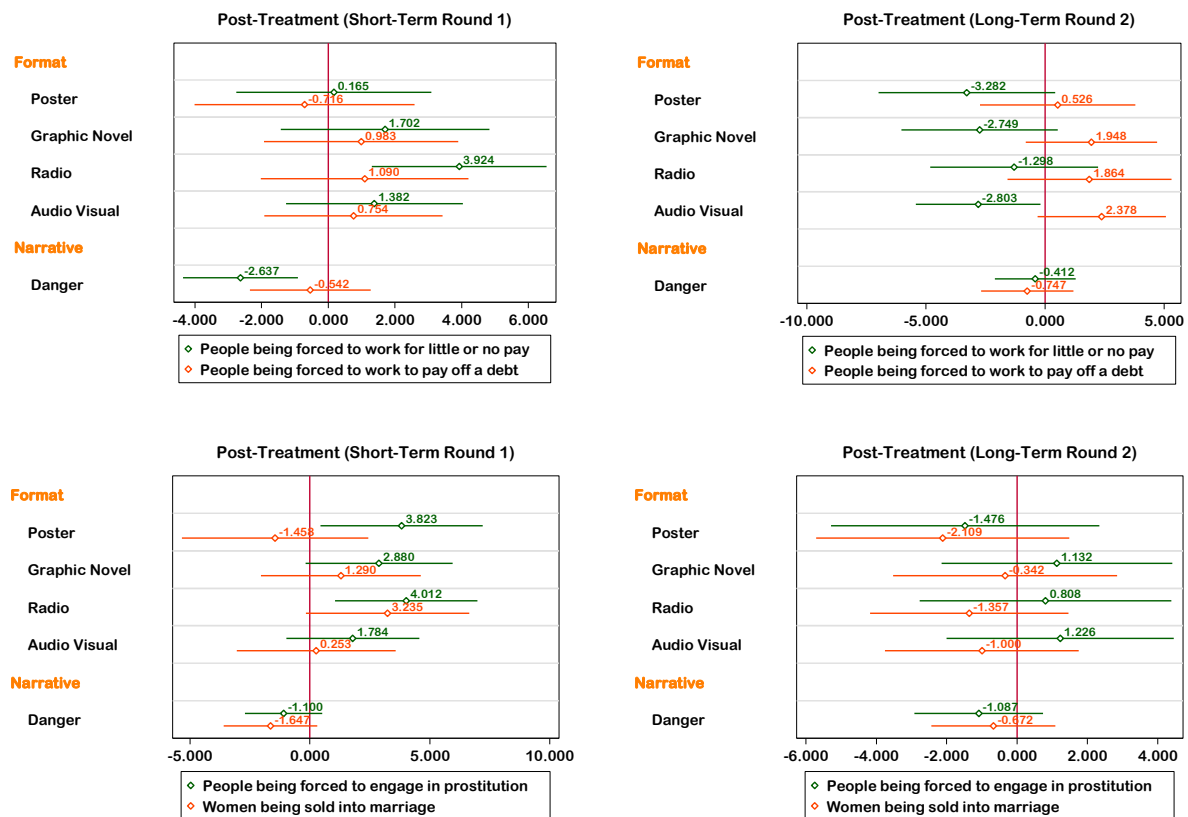 Post-Treatment (Short-Term Round 1)
Format
Poster
0.165
-0.716
Graphic Novel
1.702
0.983
Radio
3.924
1.090
Audio Visual
1.382
0.754
Narrative
Danger
-2.637
-0.542
-4.000 -2.000 0.000 2.000 4.000 6.000
People being forced to work for little or no pay
People being forced to work to pay off a debt
Post-Treatment (Long-Term Round 2)
Format
Poster
-3.282
0.526
Graphic Novel
-2.749
1.948
Radio
-1.298
1.864
Audio Visual
-2.803
2.378
Narrative
Danger
-0.412
-0.747
-10.000 -5.000 0.000 5.000
People being forced to work for little or no pay
People being forced to work to pay off a debt
Post-Treatment (Short-Term Round 1)
Format
Poster
3.823
-1.458
Graphic Novel
2.880
1.290
Radio
4.012
3.235
Audio Visual
1.784
0.253
Narrative
Danger
-1.100
-1.647
-5.000 0.000 5.000 10.000
People being forced to engage in prostitution
Women being sold into marriage
Post-Treatment (Long-Term Round 2)
Format
Poster
-1.476
-2.109
Graphic Novel
1.132
-0.342
Radio
0.808
-1.357
Audio Visual
1.226
-1.000
Narrative
Danger
-1.087
-0.672
-6.000 -4.000 -2.000 0.000 2.000 4.000
People being forced to engage in prostitution
Women being sold into marriage